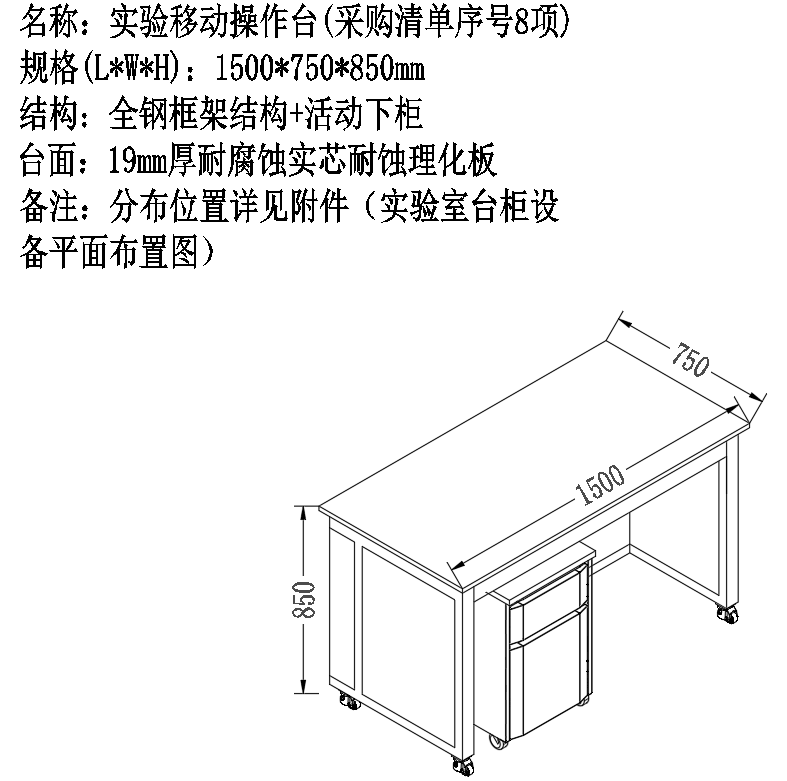 名称：实验移动操作台(采购清单序号8项)
规格(L*W*H)：1500*750*850mm
结构：全钢框架结构+活动下柜
台面：19mm厚耐腐蚀实芯耐蚀理化板
备注：分布位置详见附件（实验室台柜设
备平面布置图）
750
1500
850